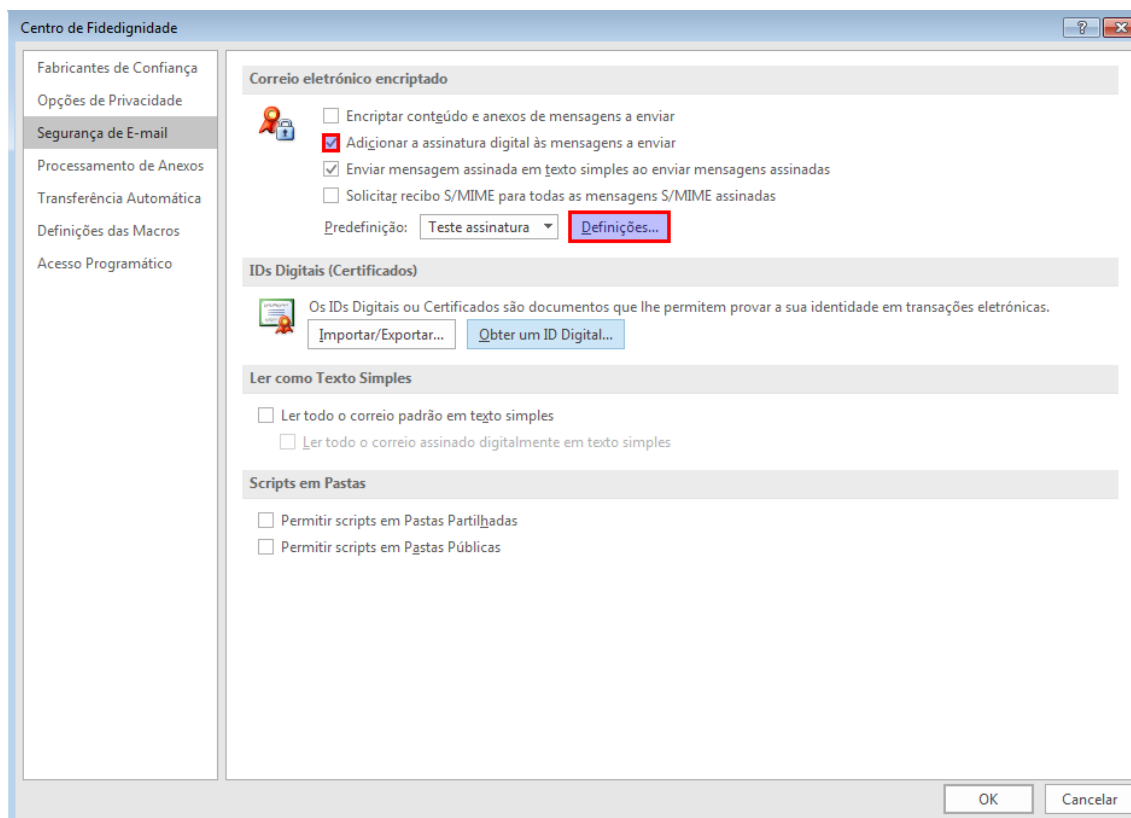 Centro de Fidedignidade
Fabricantes de Confiança
Opções de Privacidade
Segurança de E-mail
Processamento de Anexos
Transferência Automática
Definições das Macros
Acesso Programático
Correio eletrónico encriptado
Encriptar conteúdo e anexos de mensagens a enviar
Adicionar a assinatura digital às mensagens a enviar
Enviar mensagem assinada em texto simples ao enviar mensagens assinadas
Solicitar recibo S/MIME para todas as mensagens S/MIME assinadas
Predefinição: Teste assinatura Definições...
IDs Digitais (Certificados)
Os IDs Digitais ou Certificados são documentos que lhe permitem provar a sua identidade em transações eletrónicas.
Importar/Exportar... Obter um ID Digital...
Ler como Texto Simples
Ler todo o correio padrão em texto simples
Ler todo o correio assinado digitalmente em texto simples
Scripts em Pastas
Permitir scripts em Pastas Partilhadas
Permitir scripts em Pastas Públicas
OK Cancelar